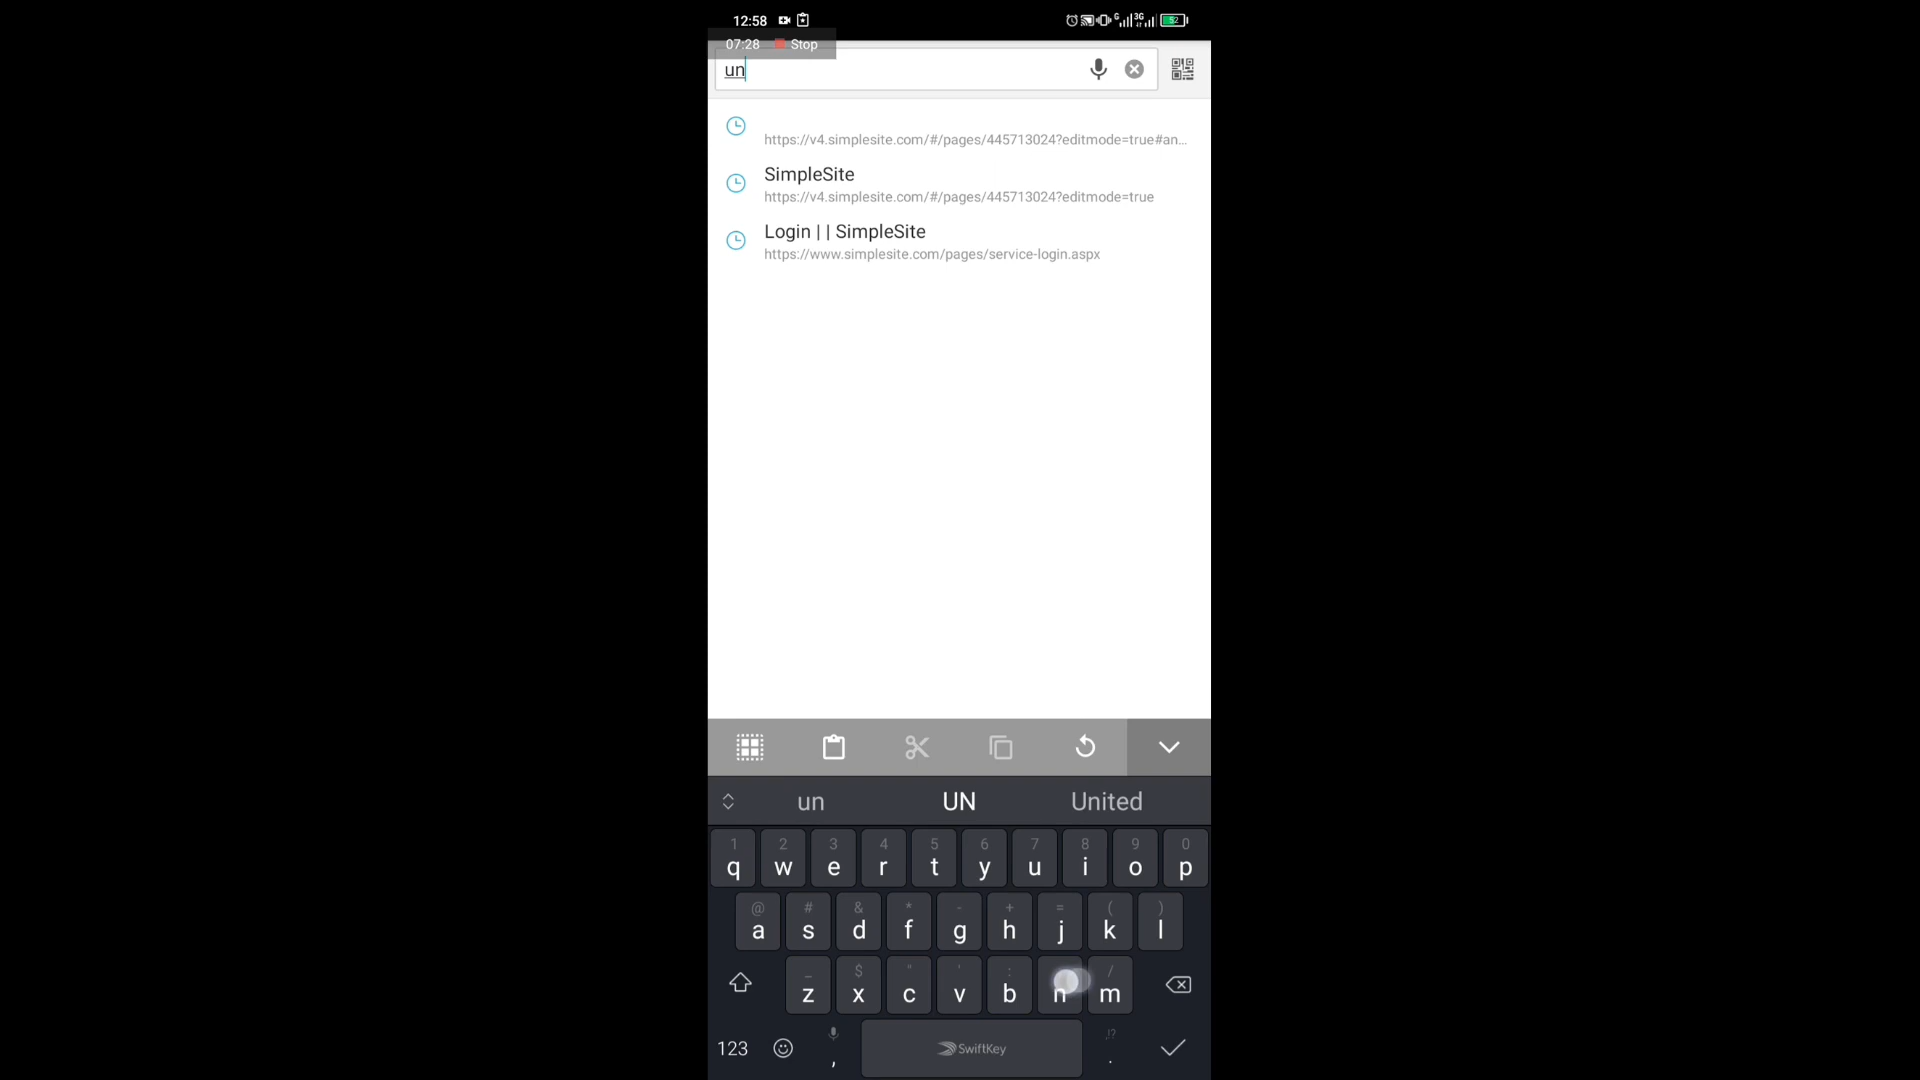 12:58 G 3G 52
07:28 Stop
un
https://v4.simplesite.com/#/pages/445713024?editmode=true#an...
SimpleSite
https://v4.simplesite.com/#/pages/445713024?editmode=true
Login | | SimpleSite
https://www.simplesite.com/pages/service-login.aspx
un UN United
1 2 3 4 5 6 7 8 9 0
q w e r t y u i o p
@ # & * - + = ( )
a s d f g h j k l
_ $ " ' : /
z x c v b n m
!?
123 , SwiftKey .